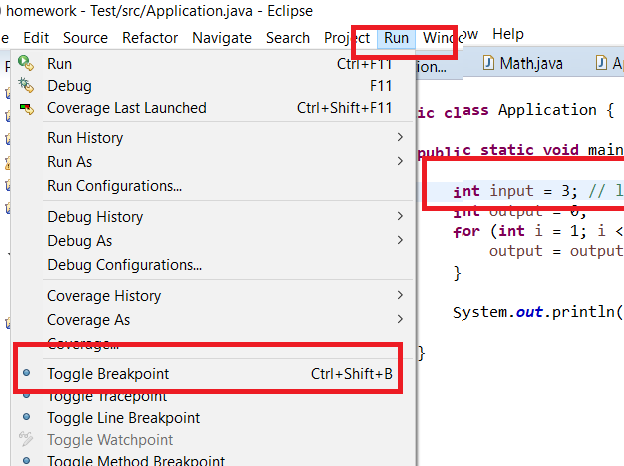 homework - Test/src/Application.java - Eclipse
Edit Source Refactor Navigate Search Project Run Help
Run Ctrl+F11
Debug F11
Coverage Last Launched Ctrl+Shift+F11
Run History
Run As
Run Configurations...
Debug History
Debug As
Debug Configurations...
Coverage History
Coverage As
Coverage...
Toggle Breakpoint Ctrl+Shift+B
Toggle Tracepoint
Toggle Line Breakpoint
Toggle Watchpoint
Toggle Method Breakpoint
on... Math.java
ic class Application {
public static void main
int input = 3; // l
int output = 0;
for (int i = 1; i <
output = output
}
System.out.println(
}